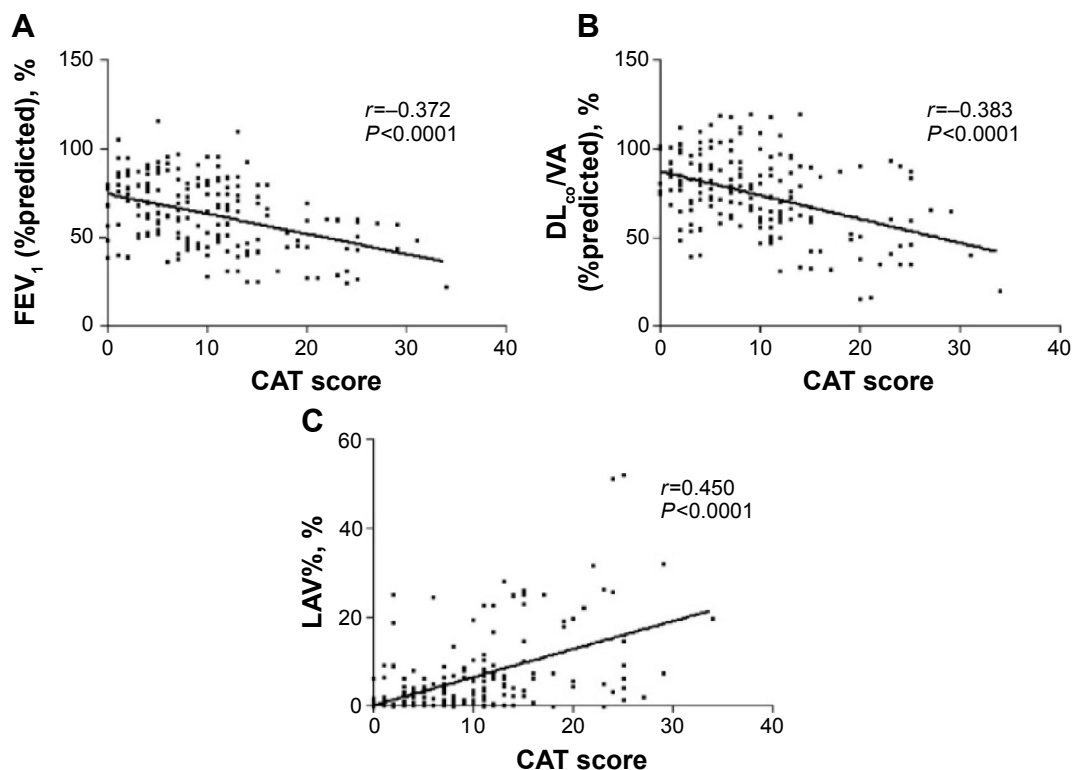 A
FEV1 (%predicted), %
150
100
50
0
r=–0.372
P<0.0001
0
10
20
30
40
CAT score
B
DLco/VA
(%predicted), %
150
100
50
0
r=–0.383
P<0.0001
0
10
20
30
40
CAT score
C
LAV%, %
60
40
20
0
r=0.450
P<0.0001
0
10
20
30
40
CAT score